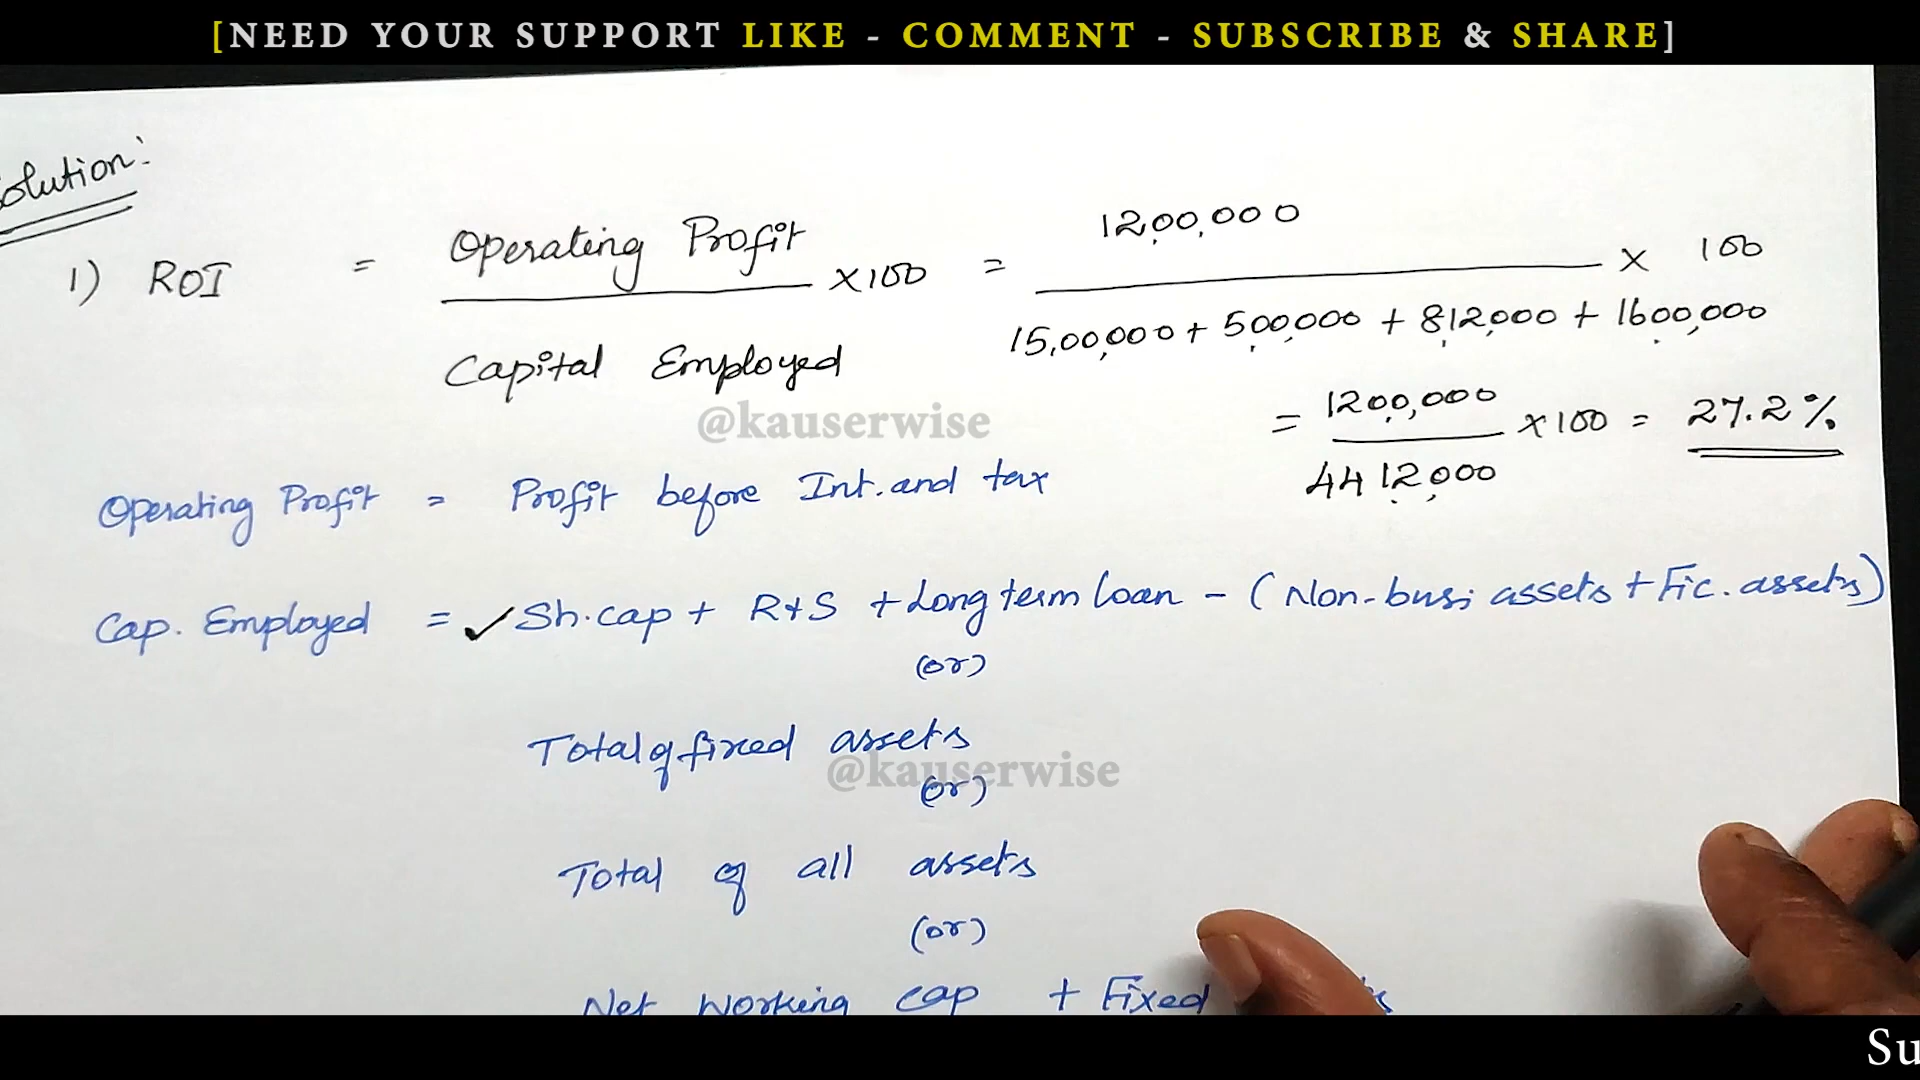 [NEED YOUR SUPPORT LIKE - COMMENT - SUBSCRIBE & SHARE]
olution:
1) ROI = Operating Profit / Capital Employed × 100 = 12,00,000 / 15,00,000 + 500,000 + 812,000 + 1600,000 × 100
= 1200,000 / 4412,000 × 100 = 27.2%
@kauserwise
Operating Profit = Profit before Int. and tax
Cap. Employed = ✓ Sh.cap + R+S + Long term loan - (Non-busi assets + Fic. assets)
(or)
Total of fixed assets
@kauserwise
(or)
Total of all assets
(or)
Net working cap + Fixed
Su